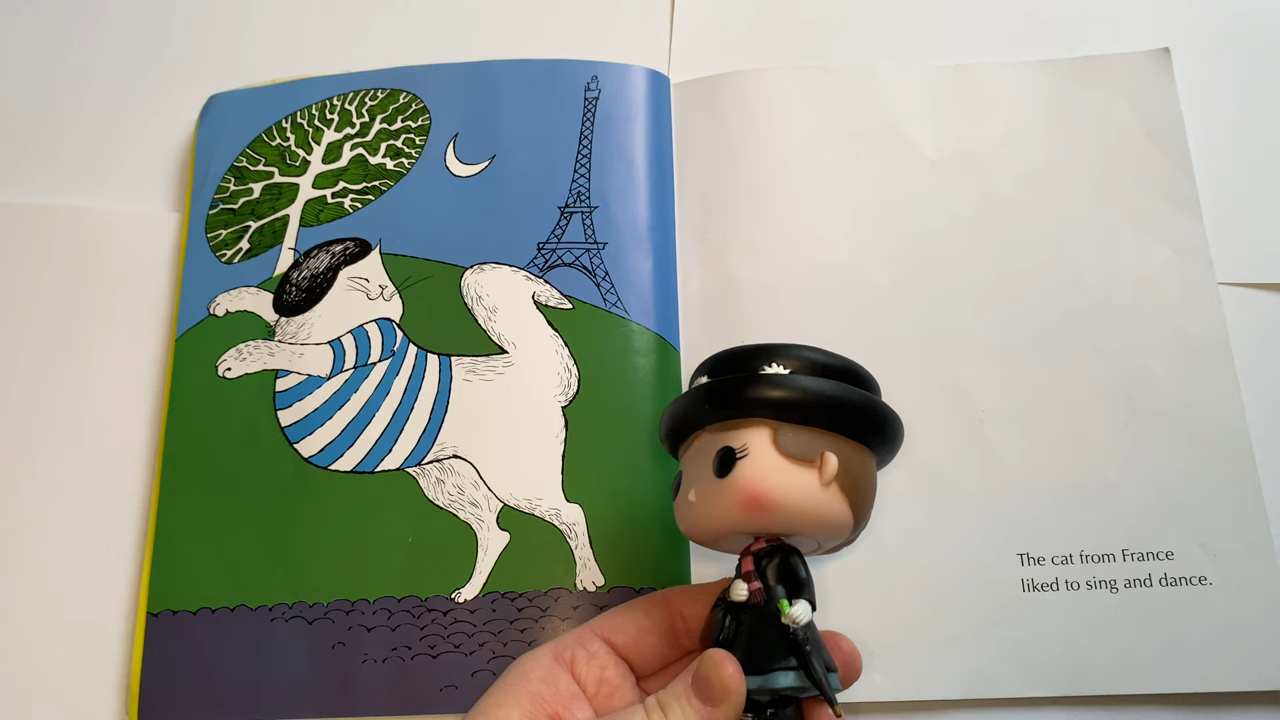 The cat from France
liked to sing and dance.